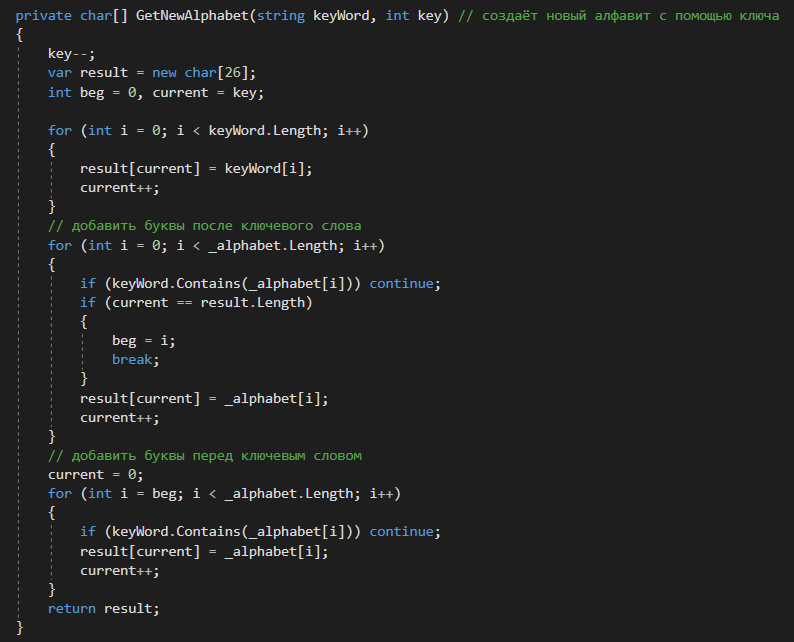 private char[] GetNewAlphabet(string keyWord, int key) // создаёт новый алфавит с помощью ключа
{
    key--;
    var result = new char[26];
    int beg = 0, current = key;

    for (int i = 0; i < keyWord.Length; i++)
    {
        result[current] = keyWord[i];
        current++;
    }
    // добавить буквы после ключевого слова
    for (int i = 0; i < _alphabet.Length; i++)
    {
        if (keyWord.Contains(_alphabet[i])) continue;
        if (current == result.Length)
        {
            beg = i;
            break;
        }
        result[current] = _alphabet[i];
        current++;
    }
    // добавить буквы перед ключевым словом
    current = 0;
    for (int i = beg; i < _alphabet.Length; i++)
    {
        if (keyWord.Contains(_alphabet[i])) continue;
        result[current] = _alphabet[i];
        current++;
    }
    return result;
}